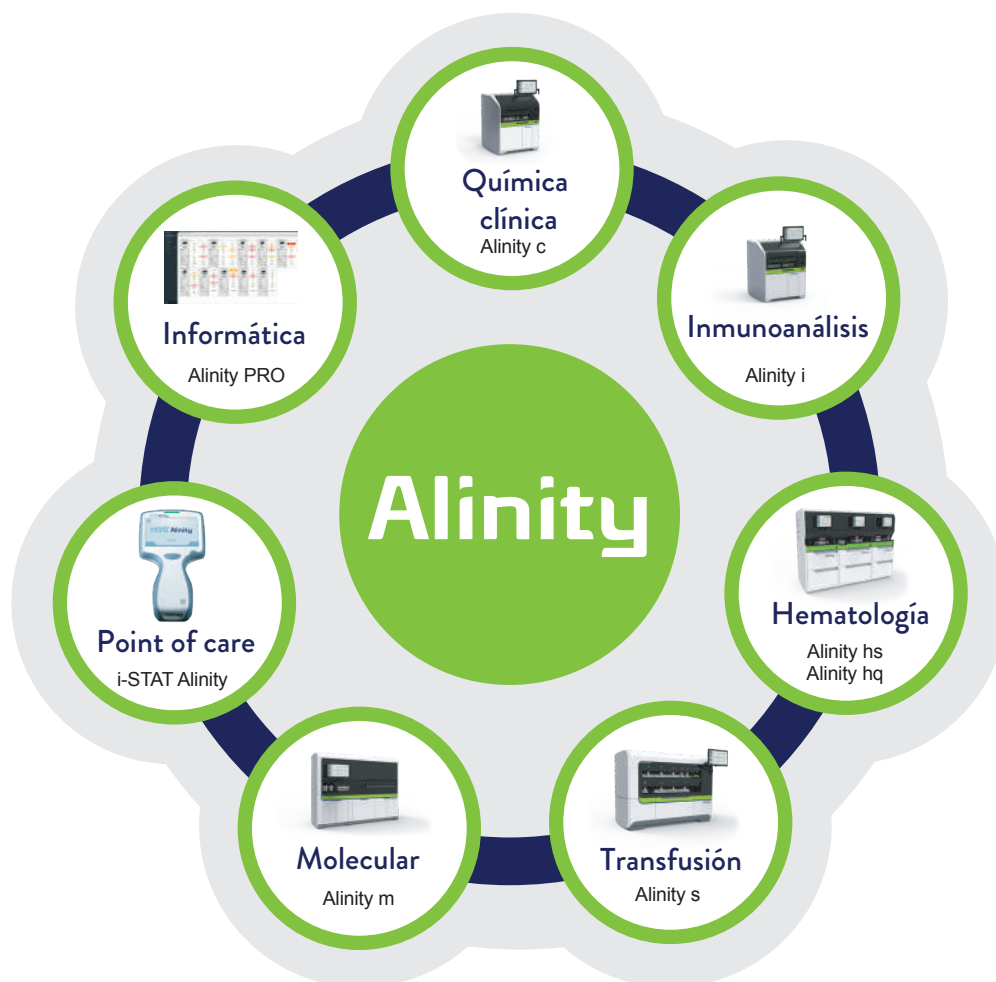 Química
clínica
Alinity c
Inmunoanálisis
Alinity i
Hematología
Alinity hs
Alinity hq
Transfusión
Alinity s
Molecular
Alinity m
Point of care
i-STAT Alinity
Informática
Alinity PRO
Alinity